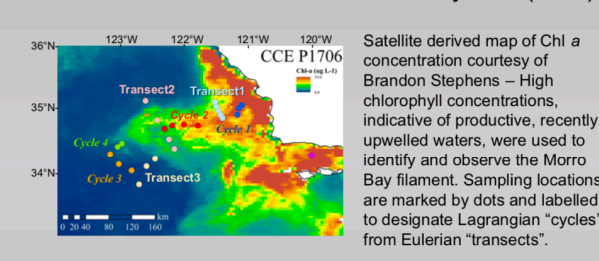 123°W 122°W 121°W 120°W
36°N
CCE P1706
Chl-a (ug L-1)
Transect2
Transect1
35°N
Cycle 2
Cycle 1
Cycle 4
Cycle 3
Transect3
34°N
0 20 40 80 120 160 km
Satellite derived map of Chl a
concentration courtesy of
Brandon Stephens – High
chlorophyll concentrations,
indicative of productive, recently
upwelled waters, were used to
identify and observe the Morro
Bay filament. Sampling locations
are marked by dots and labelled
to designate Lagrangian “cycles”
from Eulerian “transects”.